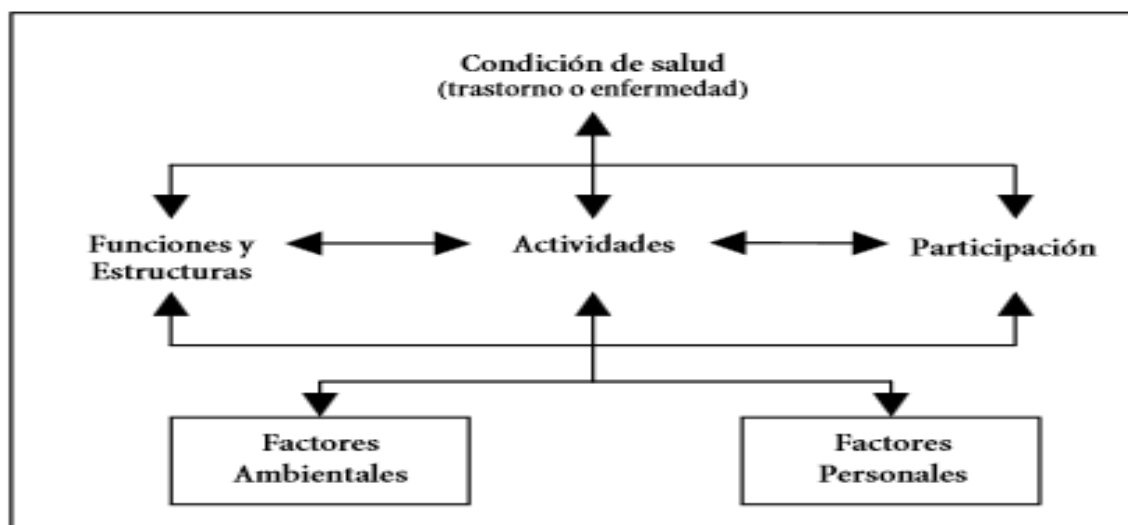 Condición de salud
(trastorno o enfermedad)
Funciones y
Estructuras
Actividades
Participación
Factores
Ambientales
Factores
Personales